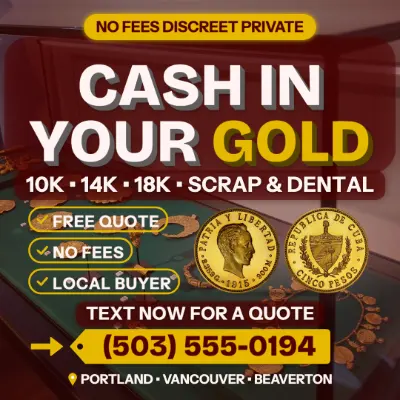 NO FEES DISCREET PRIVATE
CASH IN
YOUR GOLD
10K ▪ 14K ▪ 18K ▪ SCRAP & DENTAL
FREE QUOTE
NO FEES
LOCAL BUYER
PATRIA Y LIBERTAD
1915
REPUBLICA DE CUBA
CINCO PESOS
TEXT NOW FOR A QUOTE
(503) 555-0194
PORTLAND ▪ VANCOUVER ▪ BEAVERTON